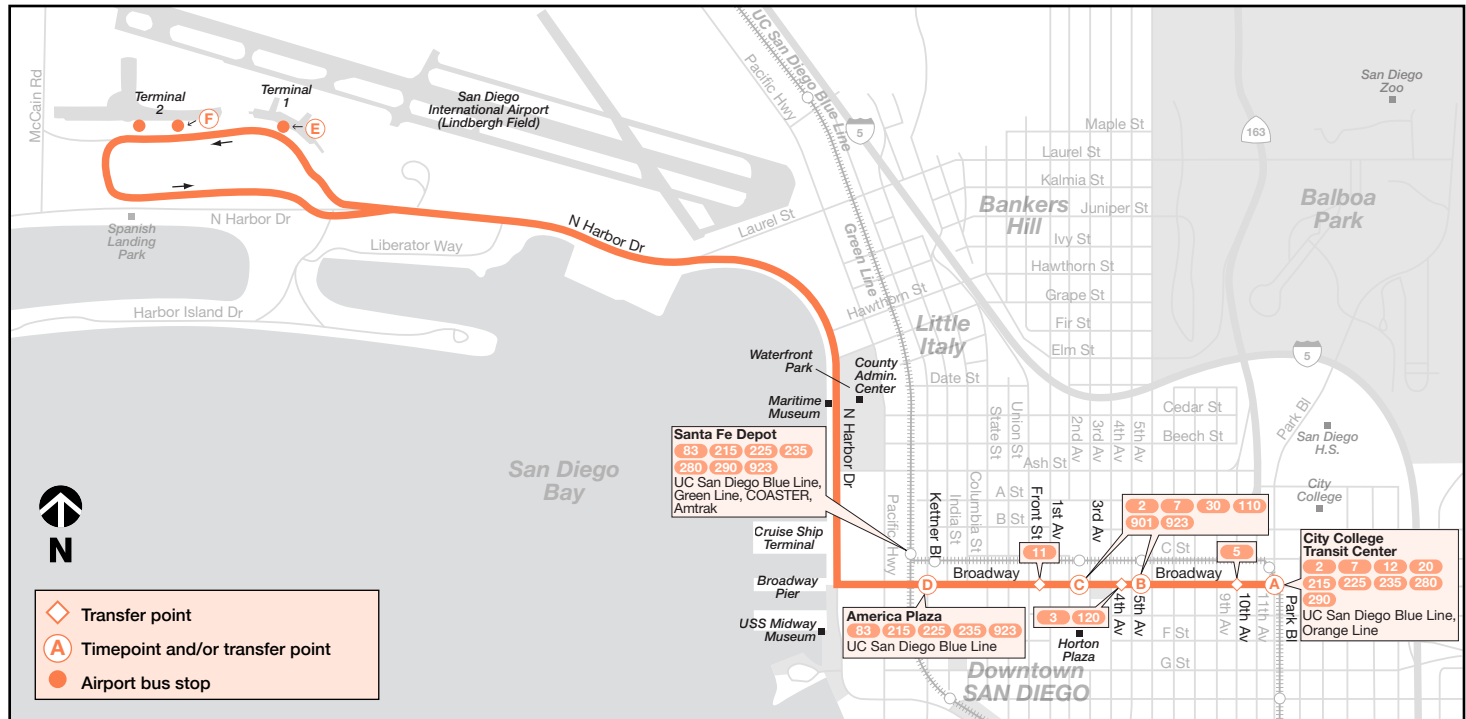 McCain Rd
Terminal
2
F
Terminal
1
E
San Diego
International Airport
(Lindbergh Field)
Pacific Hwy
UC San Diego Blue Line
UC San Diego Blue Line
5
Green Line
San Diego
Zoo
163
Maple St
Laurel St
Kalmia St
Juniper St
Ivy St
Hawthorn St
Grape St
Fir St
Elm St
Bankers
Hill
Balboa
Park
Spanish
Landing
Park
N Harbor Dr
Liberator Way
N Harbor Dr
Laurel St
Harbor Island Dr
Hawthorn St
Little
Italy
5
Waterfront
Park
County
Admin.
Center
Date St
Maritime
Museum
N Harbor Dr
State St
Union St
2nd Av
3rd Av
4th Av
5th Av
Cedar St
Beech St
Ash St
Park Bl
San Diego
H.S.
City
College
Santa Fe Depot
83 215 225 235
280 290 923
UC San Diego Blue Line,
Green Line, COASTER,
Amtrak
San Diego
Bay
N
Pacific Hwy
Kettner Bl
India St
Columbia St
A St
B St
Front St
1st Av
3rd Av
2 7 30 110
901 923
C St
Cruise Ship
Terminal
11
5
City College
Transit Center
2 7 12 20
215 225 235 280
290
UC San Diego Blue Line,
Orange Line
Broadway
Broadway
D
C
B
A
Broadway
Pier
USS Midway
Museum
America Plaza
83 215 225 235 923
UC San Diego Blue Line
3 120
Horton
Plaza
4th Av
5th Av
9th Av
10th Av
11th Av
Park Bl
F St
G St
Downtown
SAN DIEGO
Transfer point
A Timepoint and/or transfer point
Airport bus stop